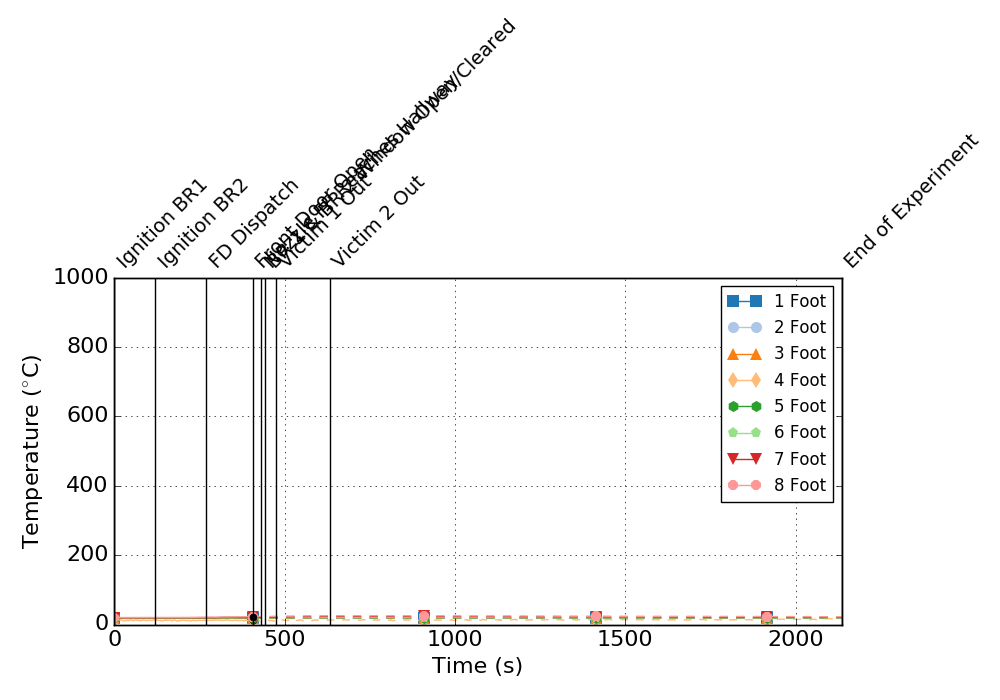 Ignition BR1
Ignition BR2
FD Dispatch
Front Door Open
Victim 1 Out
Victim 2 Out
End of Experiment
1000
800
600
400
200
0
Temperature (°C)
0
500
1000
1500
2000
Time (s)
1 Foot
2 Foot
3 Foot
4 Foot
5 Foot
6 Foot
7 Foot
8 Foot